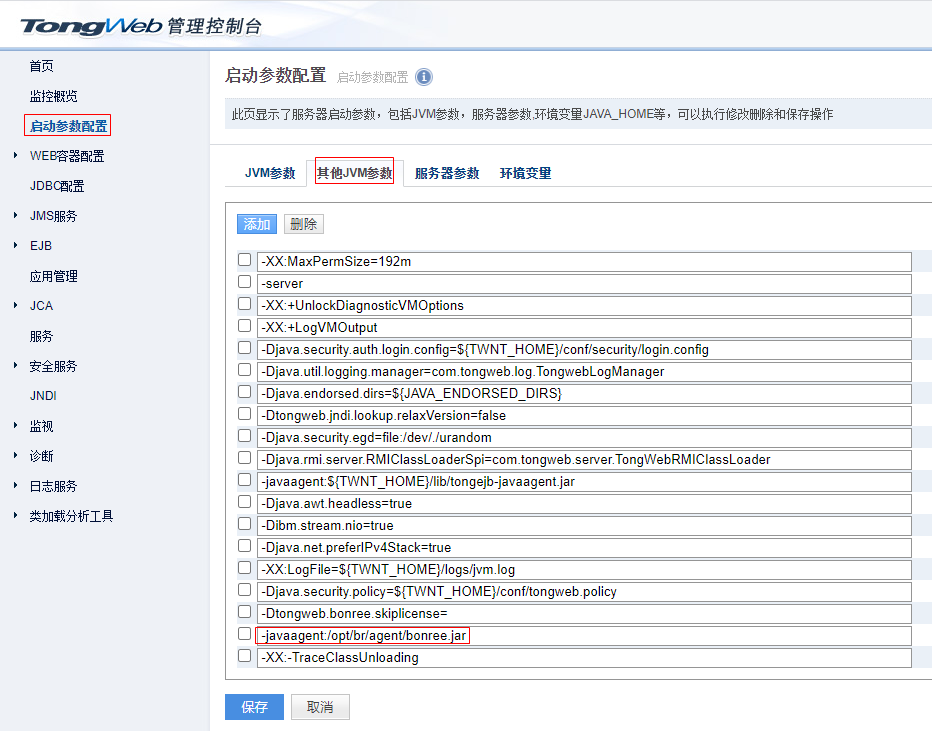 TongWeb 管理控制台
首页
监控概览
启动参数配置
WEB容器配置
JDBC配置
JMS服务
EJB
应用管理
JCA
服务
安全服务
JNDI
监视
诊断
日志服务
类加载分析工具
启动参数配置 启动参数配置
此页显示了服务器启动参数，包括JVM参数，服务器参数,环境变量JAVA_HOME等，可以执行修改删除和保存操作
JVM参数 其他JVM参数 服务器参数 环境变量
添加 删除
-XX:MaxPermSize=192m
-server
-XX:+UnlockDiagnosticVMOptions
-XX:+LogVMOutput
-Djava.security.auth.login.config=${TWNT_HOME}/conf/security/login.config
-Djava.util.logging.manager=com.tongweb.log.TongwebLogManager
-Djava.endorsed.dirs=${JAVA_ENDORSED_DIRS}
-Dtongweb.jndi.lookup.relaxVersion=false
-Djava.security.egd=file:/dev/./urandom
-Djava.rmi.server.RMIClassLoaderSpi=com.tongweb.server.TongWebRMIClassLoader
-javaagent:${TWNT_HOME}/lib/tongejb-javaagent.jar
-Djava.awt.headless=true
-Dibm.stream.nio=true
-Djava.net.preferIPv4Stack=true
-XX:LogFile=${TWNT_HOME}/logs/jvm.log
-Djava.security.policy=${TWNT_HOME}/conf/tongweb.policy
-Dtongweb.bonree.skiplicense=
-javaagent:/opt/br/agent/bonree.jar
-XX:-TraceClassUnloading
保存 取消